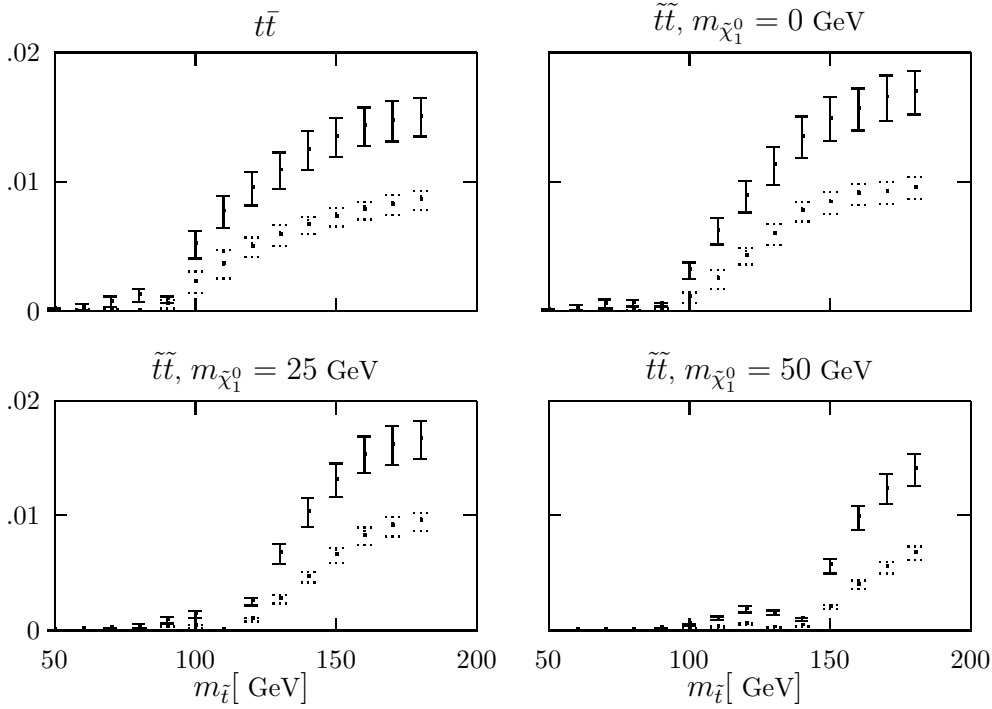 tt̄
t̃t̃, m_χ̃₁⁰ = 0 GeV
.02
.01
0
t̃t̃, m_χ̃₁⁰ = 25 GeV
t̃t̃, m_χ̃₁⁰ = 50 GeV
.02
.01
0
50 100 150 200
50 100 150 200
m_t̃[ GeV]
m_t̃[ GeV]